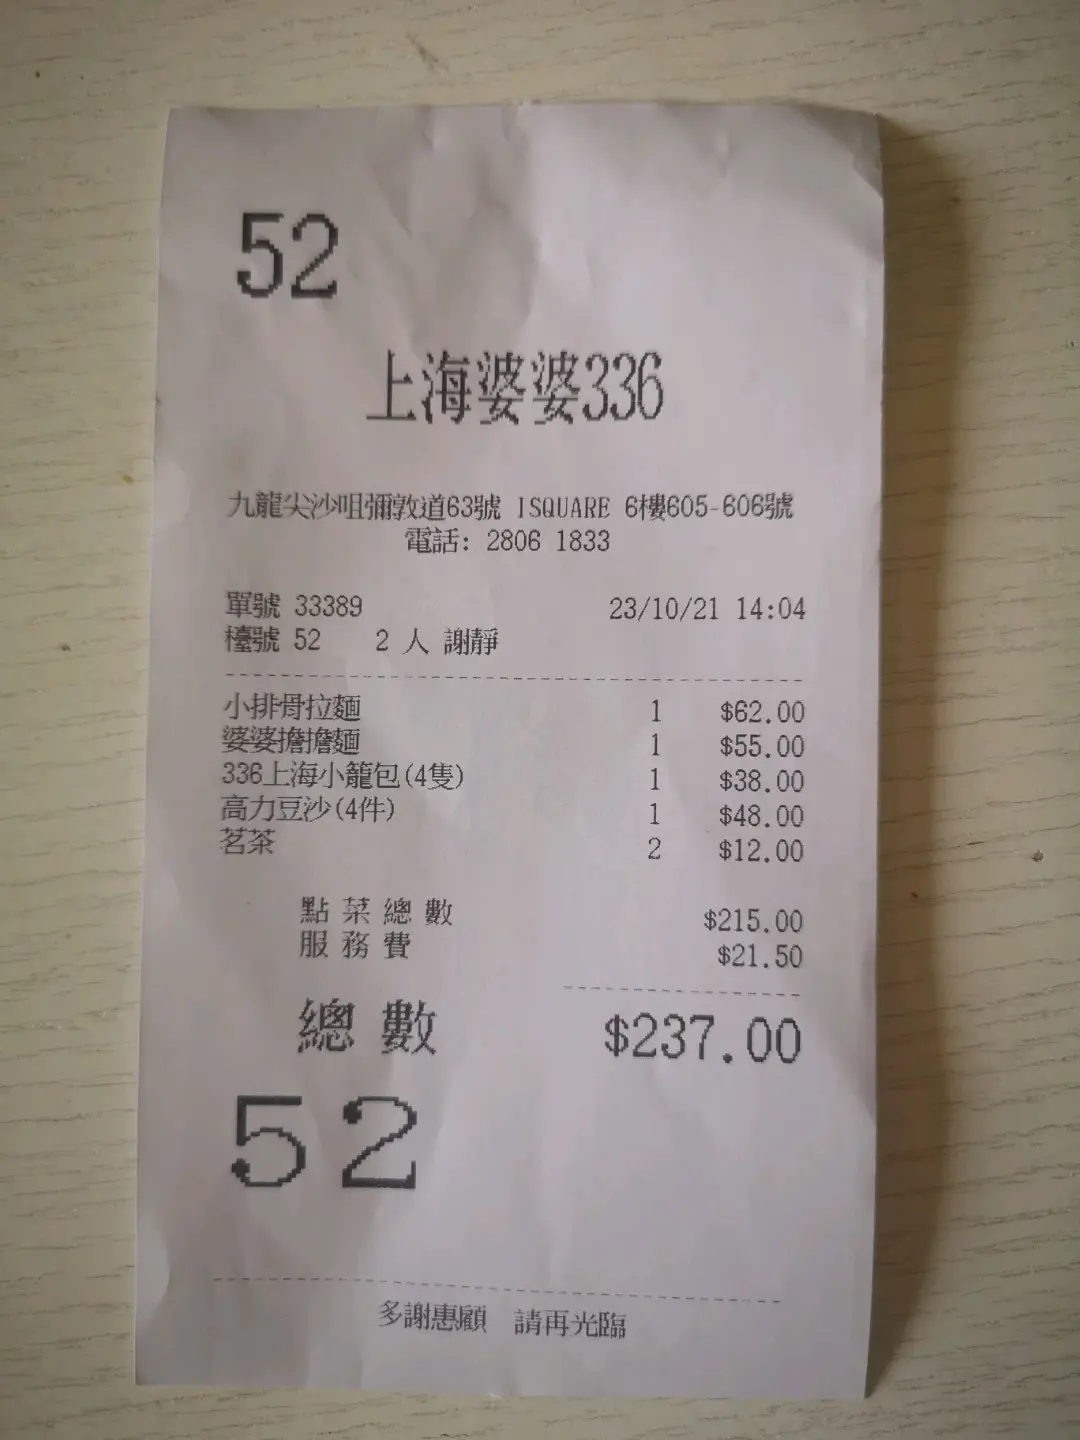 52
上海婆婆336
九龍尖沙咀彌敦道63號 ISQUARE 6樓605-606號
電話: 2806 1833
單號 33389 23/10/21 14:04
檯號 52 2 人 謝靜
小排骨拉麵 1 $62.00
婆婆擔擔麵 1 $55.00
336上海小籠包(4隻) 1 $38.00
高力豆沙(4件) 1 $48.00
茗茶 2 $12.00
點菜總數 $215.00
服務費 $21.50
總數 $237.00
52
多謝惠顧 請再光臨